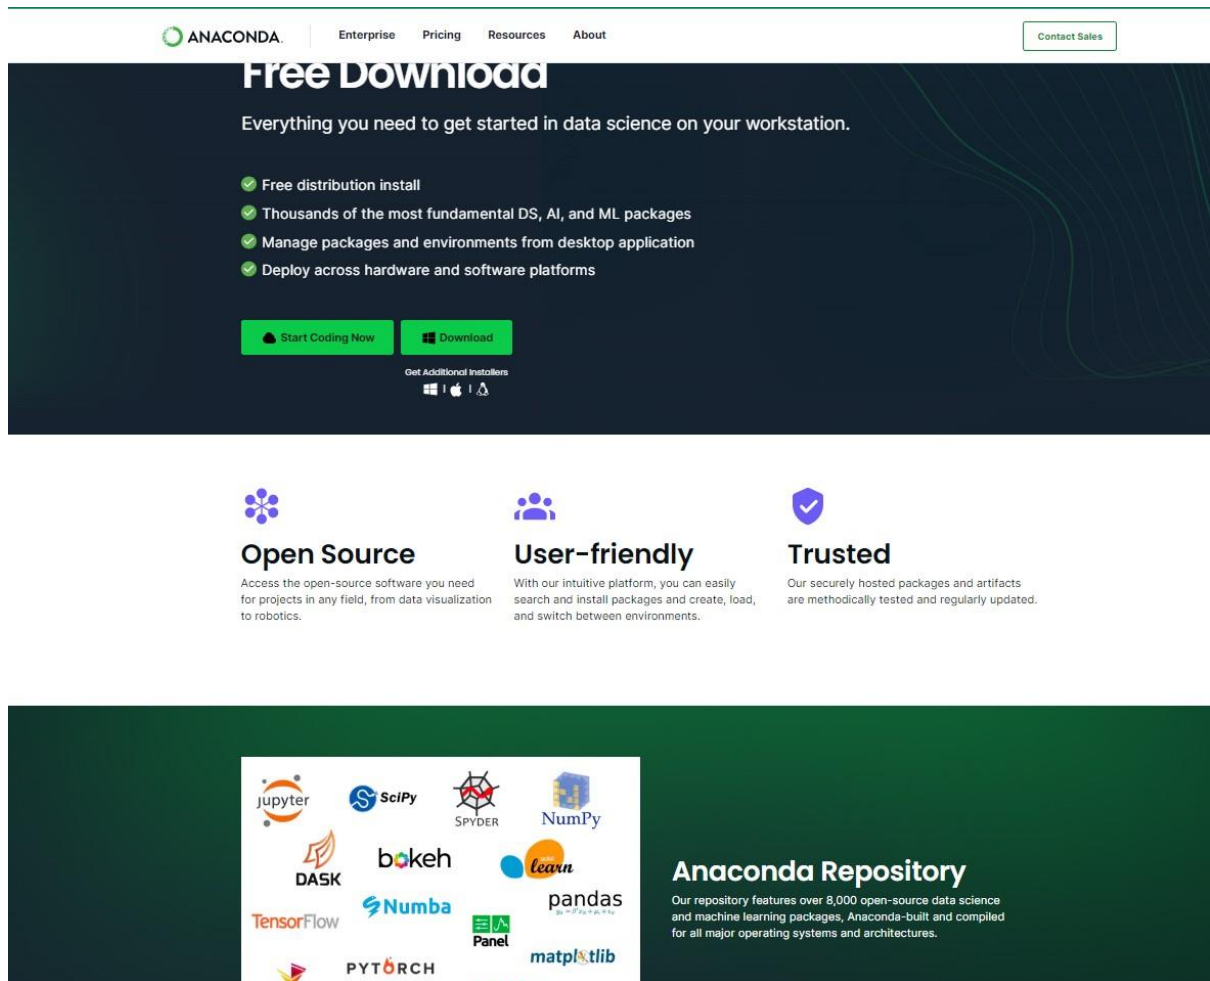 ANACONDA.
Enterprise Pricing Resources About
Contact Sales
Free Download
Everything you need to get started in data science on your workstation.
Free distribution install
Thousands of the most fundamental DS, AI, and ML packages
Manage packages and environments from desktop application
Deploy across hardware and software platforms
Start Coding Now
Download
Get Additional Installers
Open Source
Access the open-source software you need
for projects in any field, from data visualization
to robotics.
User-friendly
With our intuitive platform, you can easily
search and install packages and create, load,
and switch between environments.
Trusted
Our securely hosted packages and artifacts
are methodically tested and regularly updated.
jupyter
SciPy
SPYDER
NumPy
DASK
bokeh
learn
TensorFlow
Numba
Panel
pandas
PYTORCH
matplotlib
Anaconda Repository
Our repository features over 8,000 open-source data science
and machine learning packages, Anaconda-built and compiled
for all major operating systems and architectures.